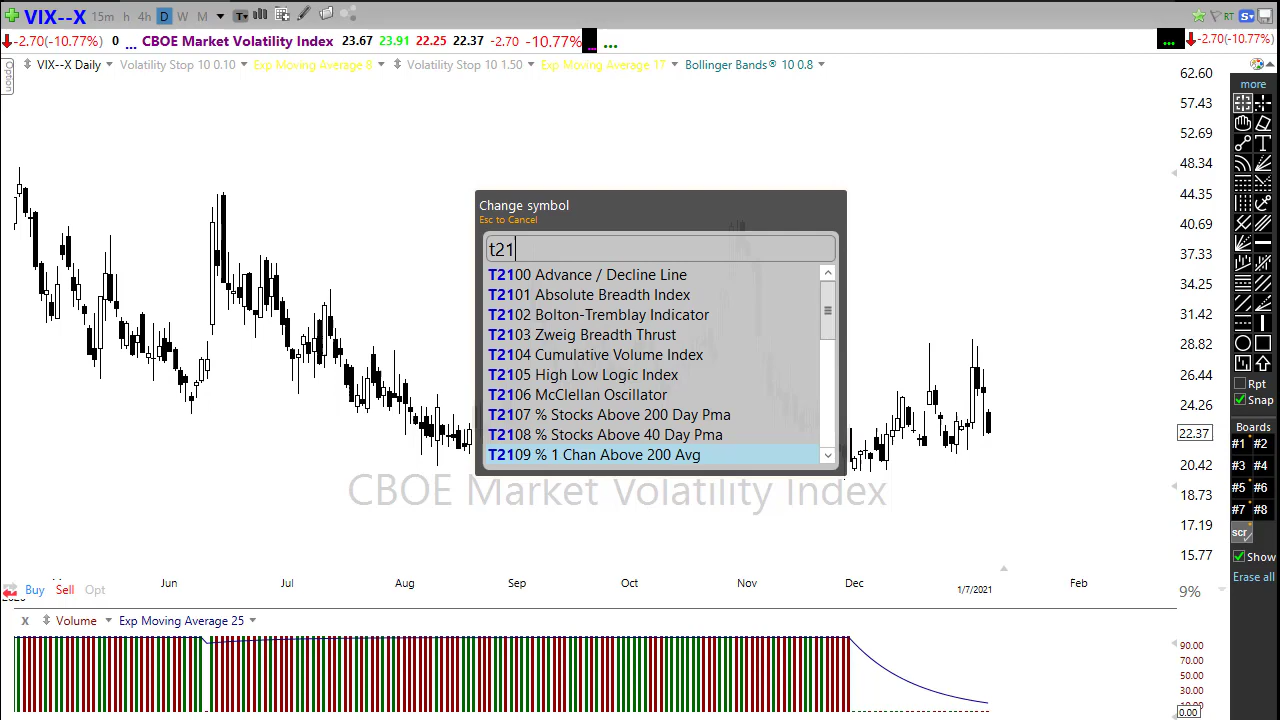 VIX--X 15m h 4h D W M T RT S
-2.70(-10.77%) 0 ... CBOE Market Volatility Index 23.67 23.91 22.25 22.37 -2.70 -10.77% ... ... ... -2.70(-10.77%)
Option
VIX--X Daily Volatility Stop 10 0.10 Exp Moving Average 8 Volatility Stop 10 1.50 Exp Moving Average 17 Bollinger Bands® 10 0.8
62.60
57.43
52.69
48.34
44.35
40.69
37.33
34.25
31.42
28.82
26.44
24.26
22.37
20.42
18.73
17.19
15.77
9%
Change symbol
Esc to Cancel
t21
T2100 Advance / Decline Line
T2101 Absolute Breadth Index
T2102 Bolton-Tremblay Indicator
T2103 Zweig Breadth Thrust
T2104 Cumulative Volume Index
T2105 High Low Logic Index
T2106 McClellan Oscillator
T2107 % Stocks Above 200 Day Pma
T2108 % Stocks Above 40 Day Pma
T2109 % 1 Chan Above 200 Avg
CBOE Market Volatility Index
Jun Jul Aug Sep Oct Nov Dec Feb
Buy Sell Opt
1/7/2021
X Volume Exp Moving Average 25
90.00
70.00
50.00
30.00
10.00
0.00
more
T
Rpt
Snap
Boards
#1 #2
#3 #4
#5 #6
#7 #8
scr
Show
Erase all